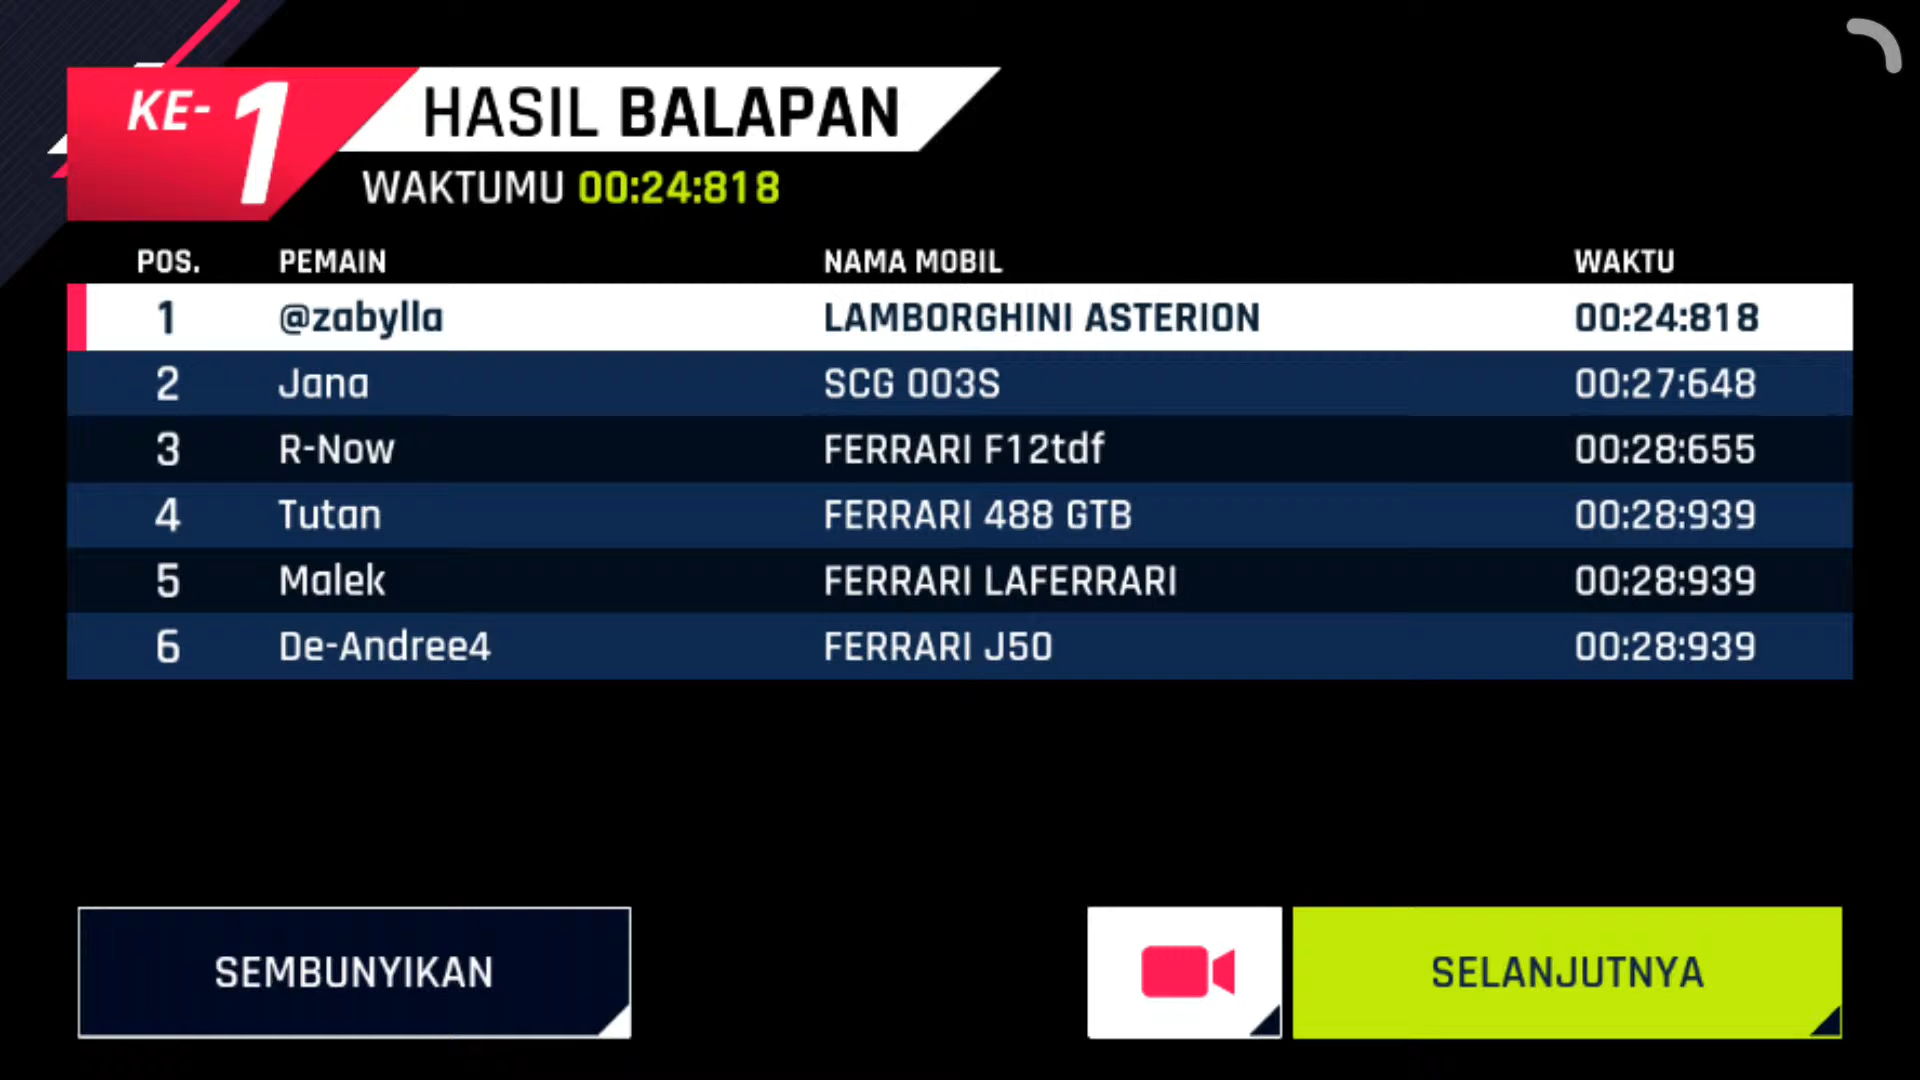 KE-1
HASIL BALAPAN
WAKTUMU 00:24:818
POS. PEMAIN NAMA MOBIL WAKTU
1 @zabylla LAMBORGHINI ASTERION 00:24:818
2 Jana SCG 003S 00:27:648
3 R-Now FERRARI F12tdf 00:28:655
4 Tutan FERRARI 488 GTB 00:28:939
5 Malek FERRARI LAFERRARI 00:28:939
6 De-Andree4 FERRARI J50 00:28:939
SEMBUNYIKAN SELANJUTNYA